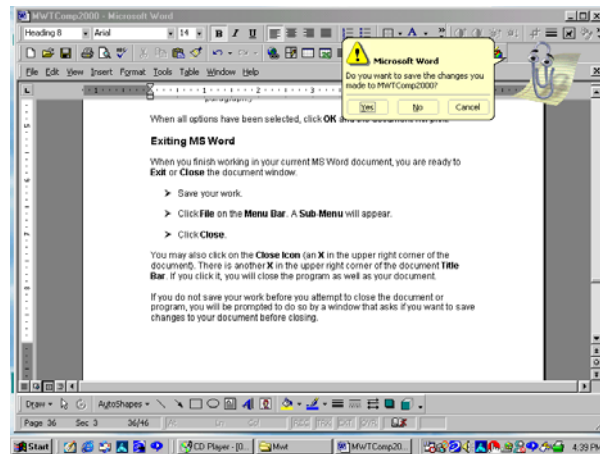 MWTComp2000 - Microsoft Word
Heading 8 Arial 14 B I U
File Edit View Insert Format Tools Table Window Help
Microsoft Word
Do you want to save the changes you
made to MWTComp2000?
Yes No Cancel
When all options have been selected, click OK and the document will print.
Exiting MS Word
When you finish working in your current MS Word document, you are ready to
Exit or Close the document window.
➤ Save your work.
➤ Click File on the Menu Bar. A Sub-Menu will appear.
➤ Click Close.
You may also click on the Close Icon (an X in the upper right corner of the
document). There is another X in the upper right corner of the document Title
Bar. If you click it, you will close the program as well as your document.
If you do not save your work before you attempt to close the document or
program, you will be prompted to do so by a window that asks if you want to save
changes to your document before closing.
Draw AutoShapes
Page 36 Sec 3 36/46 At Ln Col REC TRK EXT OVR
Start CD Player - [0... Mwt MWTComp20... 4:39 PM